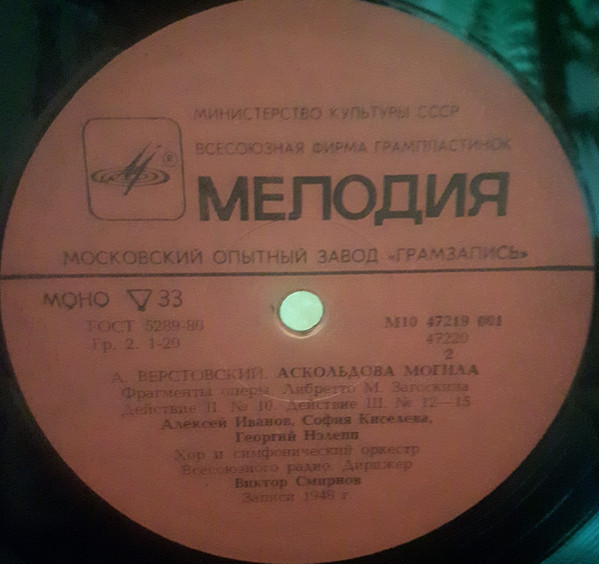 МИНИСТЕРСТВО КУЛЬТУРЫ СССР
ВСЕСОЮЗНАЯ ФИРМА ГРАМПЛАСТИНОК
®
МЕЛОДИЯ
МОСКОВСКИЙ ОПЫТНЫЙ ЗАВОД «ГРАМЗАПИСЬ»
МОНО 33
ГОСТ 5289-80
Гр. 2. 1-20
М10 47219 001
47220
2
А. ВЕРСТОВСКИЙ. АСКОЛЬДОВА МОГИЛА
Фрагменты оперы. Либретто М. Загоскина
Действие II. № 10. Действие III. № 12—15
Алексей Иванов, София Киселева,
Георгий Нэлепп
Хор и симфонический оркестр
Всесоюзного радио. Дирижер
Виктор Смирнов
Записи 1948 г